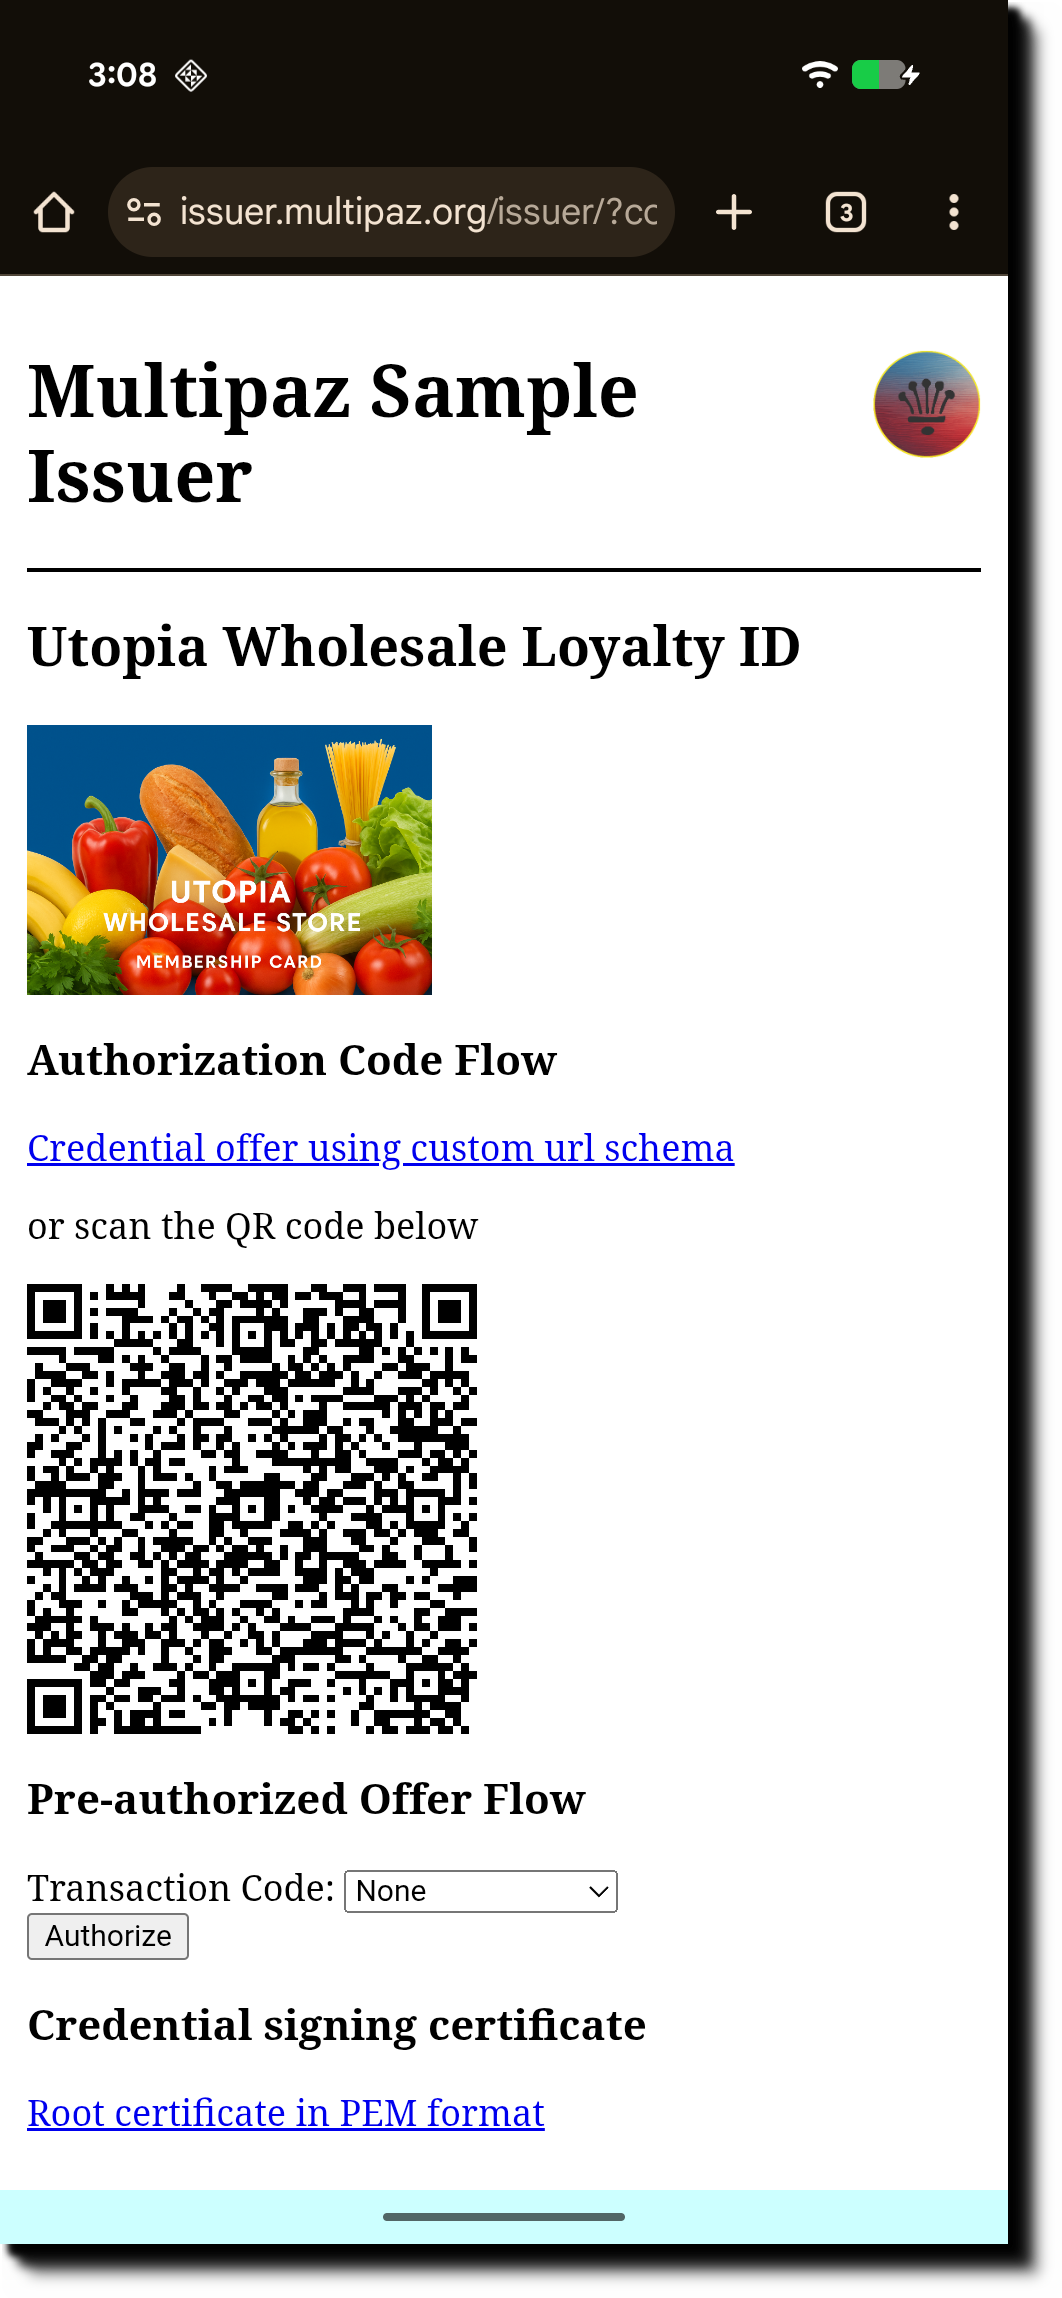 3:08
issuer.multipaz.org/issuer/?cc
3
Multipaz Sample
Issuer
Utopia Wholesale Loyalty ID
UTOPIA
WHOLESALE STORE
MEMBERSHIP CARD
Authorization Code Flow
Credential offer using custom url schema
or scan the QR code below
Pre-authorized Offer Flow
Transaction Code: None
Authorize
Credential signing certificate
Root certificate in PEM format